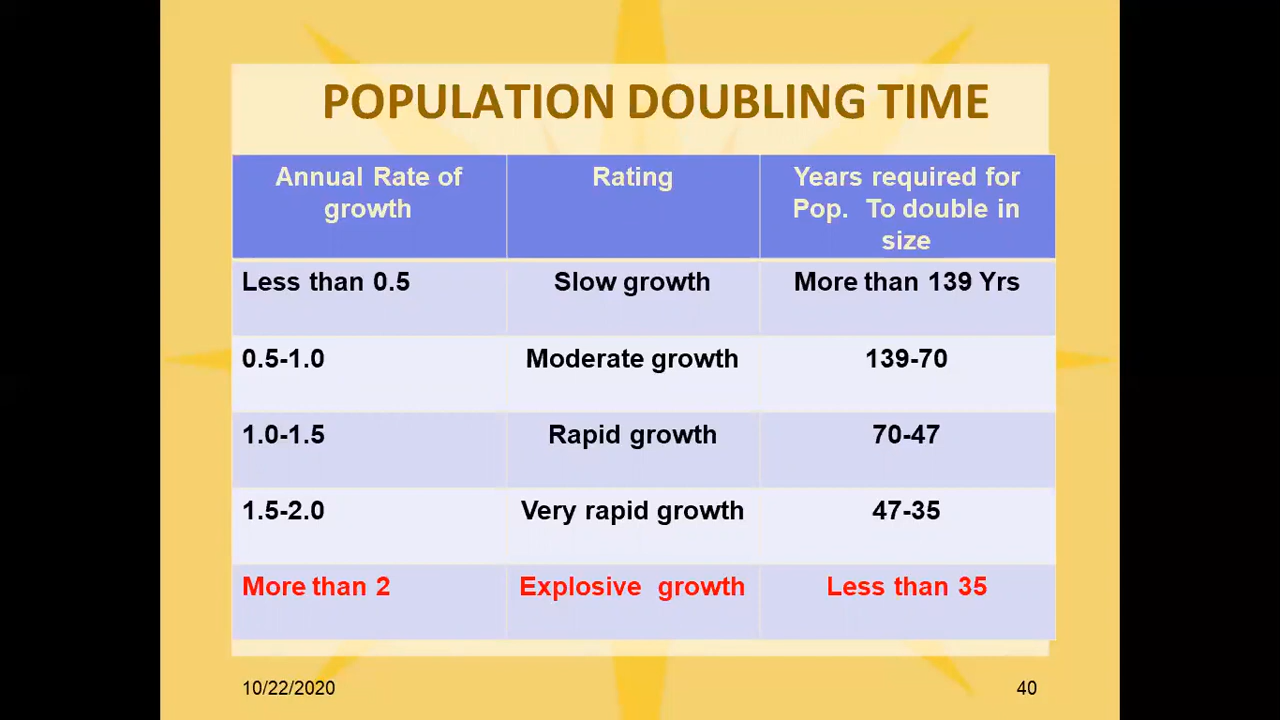 POPULATION DOUBLING TIME
Annual Rate of
growth
Rating
Years required for
Pop. To double in
size
Less than 0.5
Slow growth
More than 139 Yrs
0.5-1.0
Moderate growth
139-70
1.0-1.5
Rapid growth
70-47
1.5-2.0
Very rapid growth
47-35
More than 2
Explosive growth
Less than 35
10/22/2020
40